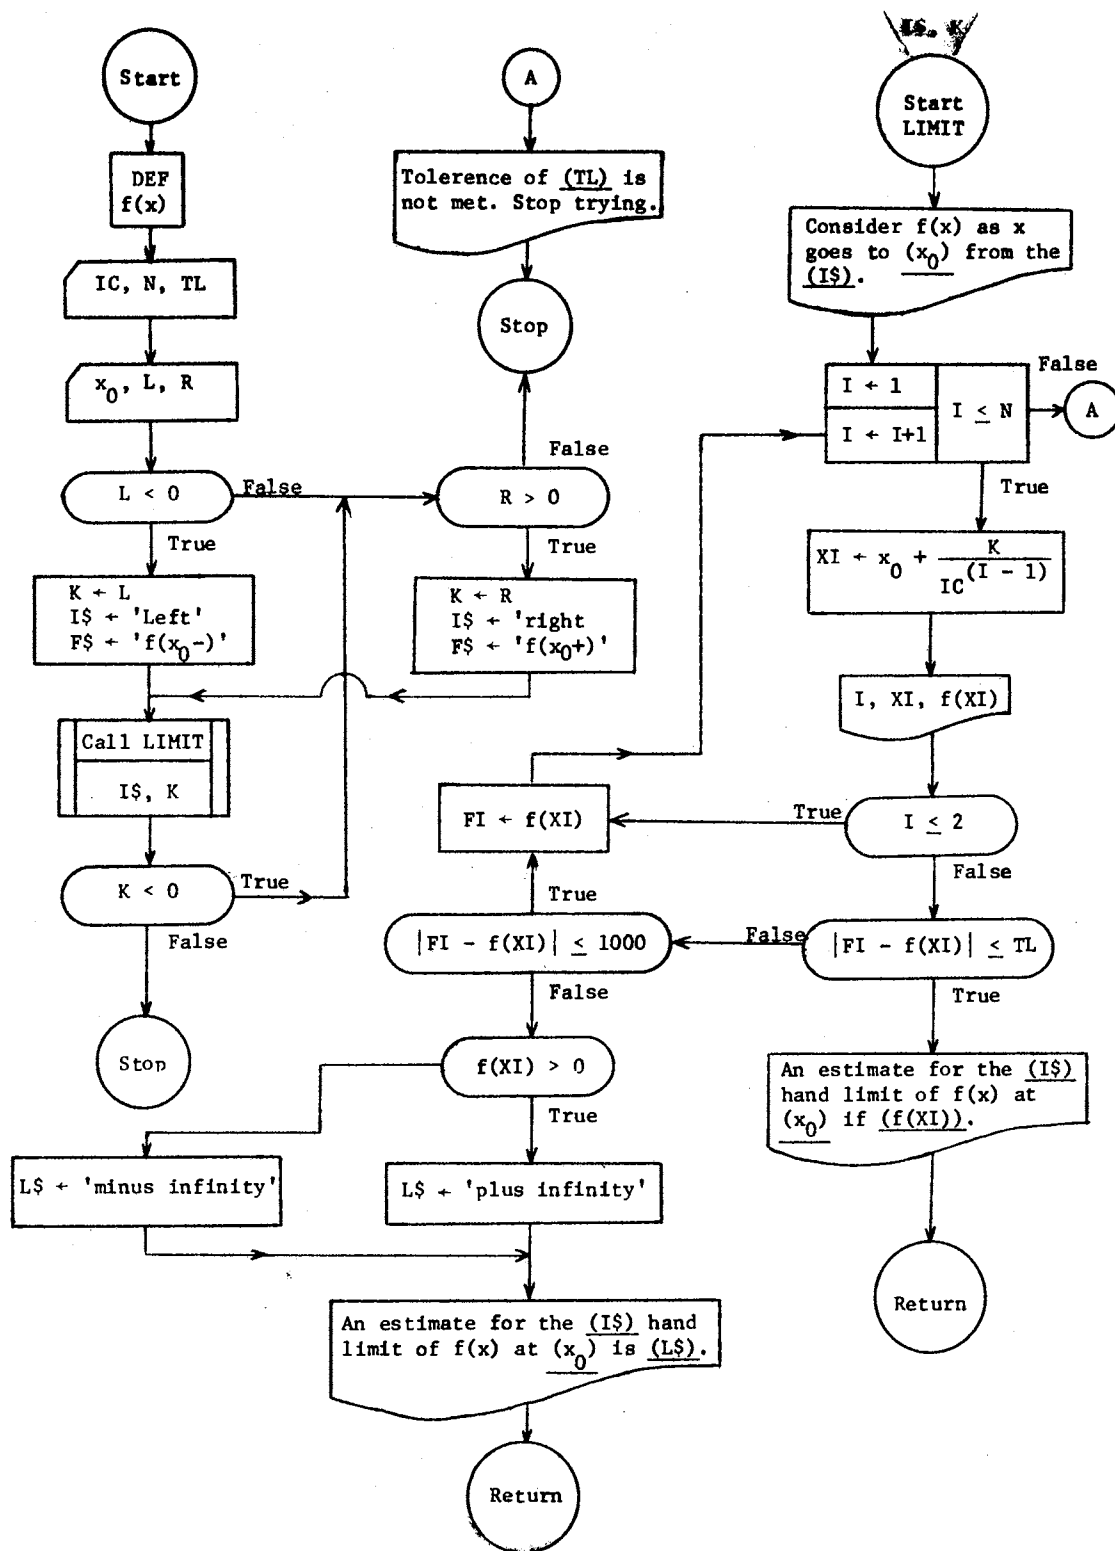 Start
DEF
f(x)
IC, N, TL
x₀, L, R
L < 0
False
True
K ← L
I$ ← 'Left'
F$ ← 'f(x₀-)'
Call LIMIT
I$, K
K < 0
True
False
Stop
A
Tolerence of (TL) is
not met. Stop trying.
Stop
False
R > 0
True
K ← R
I$ ← 'right
F$ ← 'f(x₀+)'
I$, K
Start
LIMIT
Consider f(x) as x
goes to (x₀) from the
(I$).
I ← 1
I ← I+1
I ≤ N
False
A
True
XI ← x₀ + K / IC^(I - 1)
I, XI, f(XI)
I ≤ 2
True
False
FI ← f(XI)
|FI - f(XI)| ≤ TL
False
True
|FI - f(XI)| ≤ 1000
True
False
An estimate for the (I$)
hand limit of f(x) at
(x₀) if (f(XI)).
Return
f(XI) > 0
True
L$ ← 'minus infinity'
L$ ← 'plus infinity'
An estimate for the (I$) hand
limit of f(x) at (x₀) is (L$).
Return